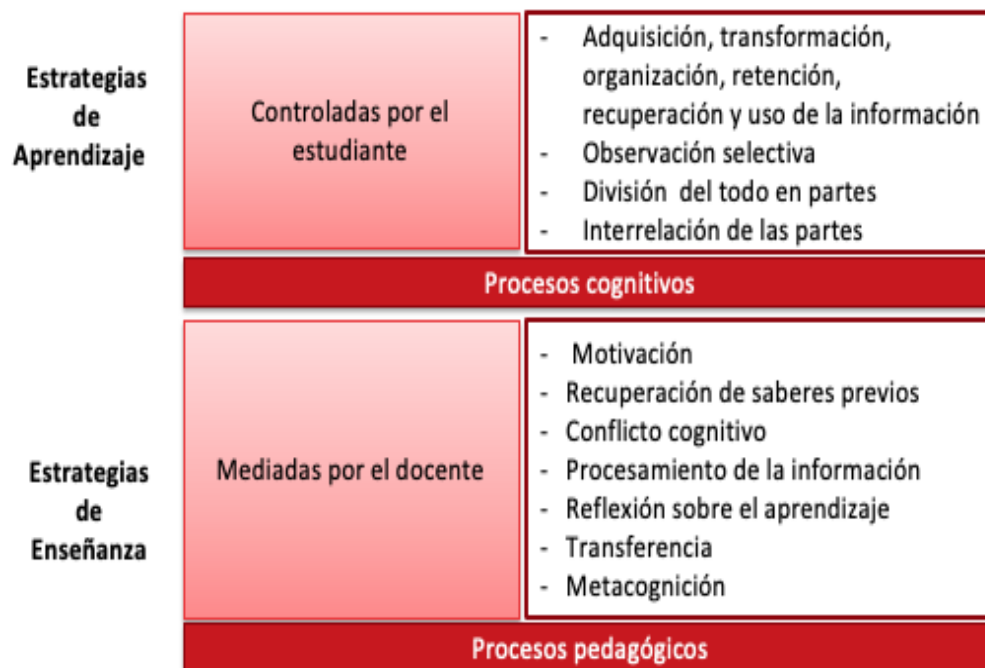 Estrategias
de
Aprendizaje
Controladas por el
estudiante
- Adquisición, transformación,
organización, retención,
recuperación y uso de la información
- Observación selectiva
- División del todo en partes
- Interrelación de las partes
Procesos cognitivos
Estrategias
de
Enseñanza
Mediadas por el docente
- Motivación
- Recuperación de saberes previos
- Conflicto cognitivo
- Procesamiento de la información
- Reflexión sobre el aprendizaje
- Transferencia
- Metacognición
Procesos pedagógicos